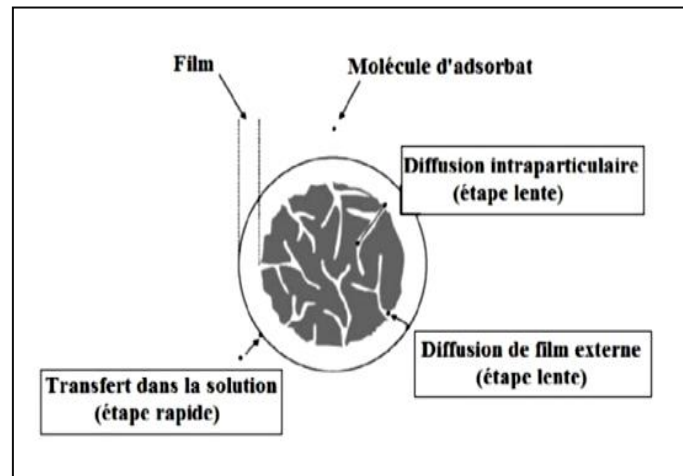 Film
Molécule d'adsorbat
Diffusion intraparticulaire
(étape lente)
Diffusion de film externe
(étape lente)
Transfert dans la solution
(étape rapide)